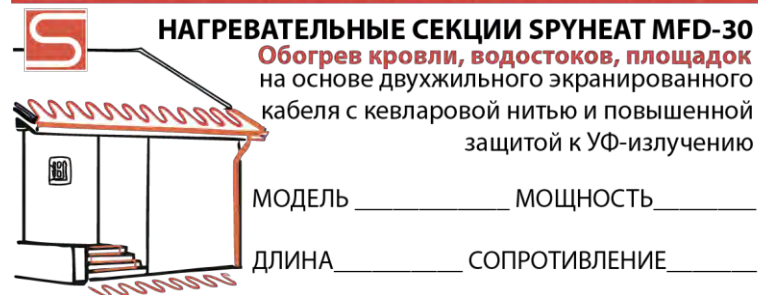 НАГРЕВАТЕЛЬНЫЕ СЕКЦИИ SPYHEAT MFD-30
Обогрев кровли, водостоков, площадок
на основе двухжильного экранированного
кабеля с кевларовой нитью и повышенной
защитой к УФ-излучению
МОДЕЛЬ ____________ МОЩНОСТЬ________
ДЛИНА__________ СОПРОТИВЛЕНИЕ_______